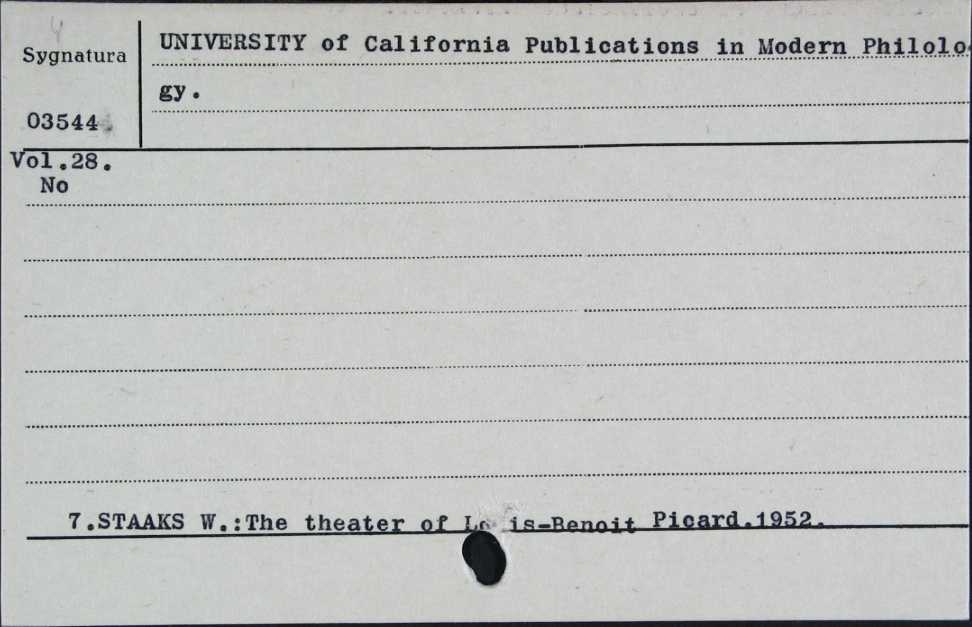 Sygnatura
UNIVERSITY of California Publications in Modern Philolo
gy.
03544
Vol.28.
No
7.STAAKS W.:The theater of Lo is-Benoit Picard.1952.